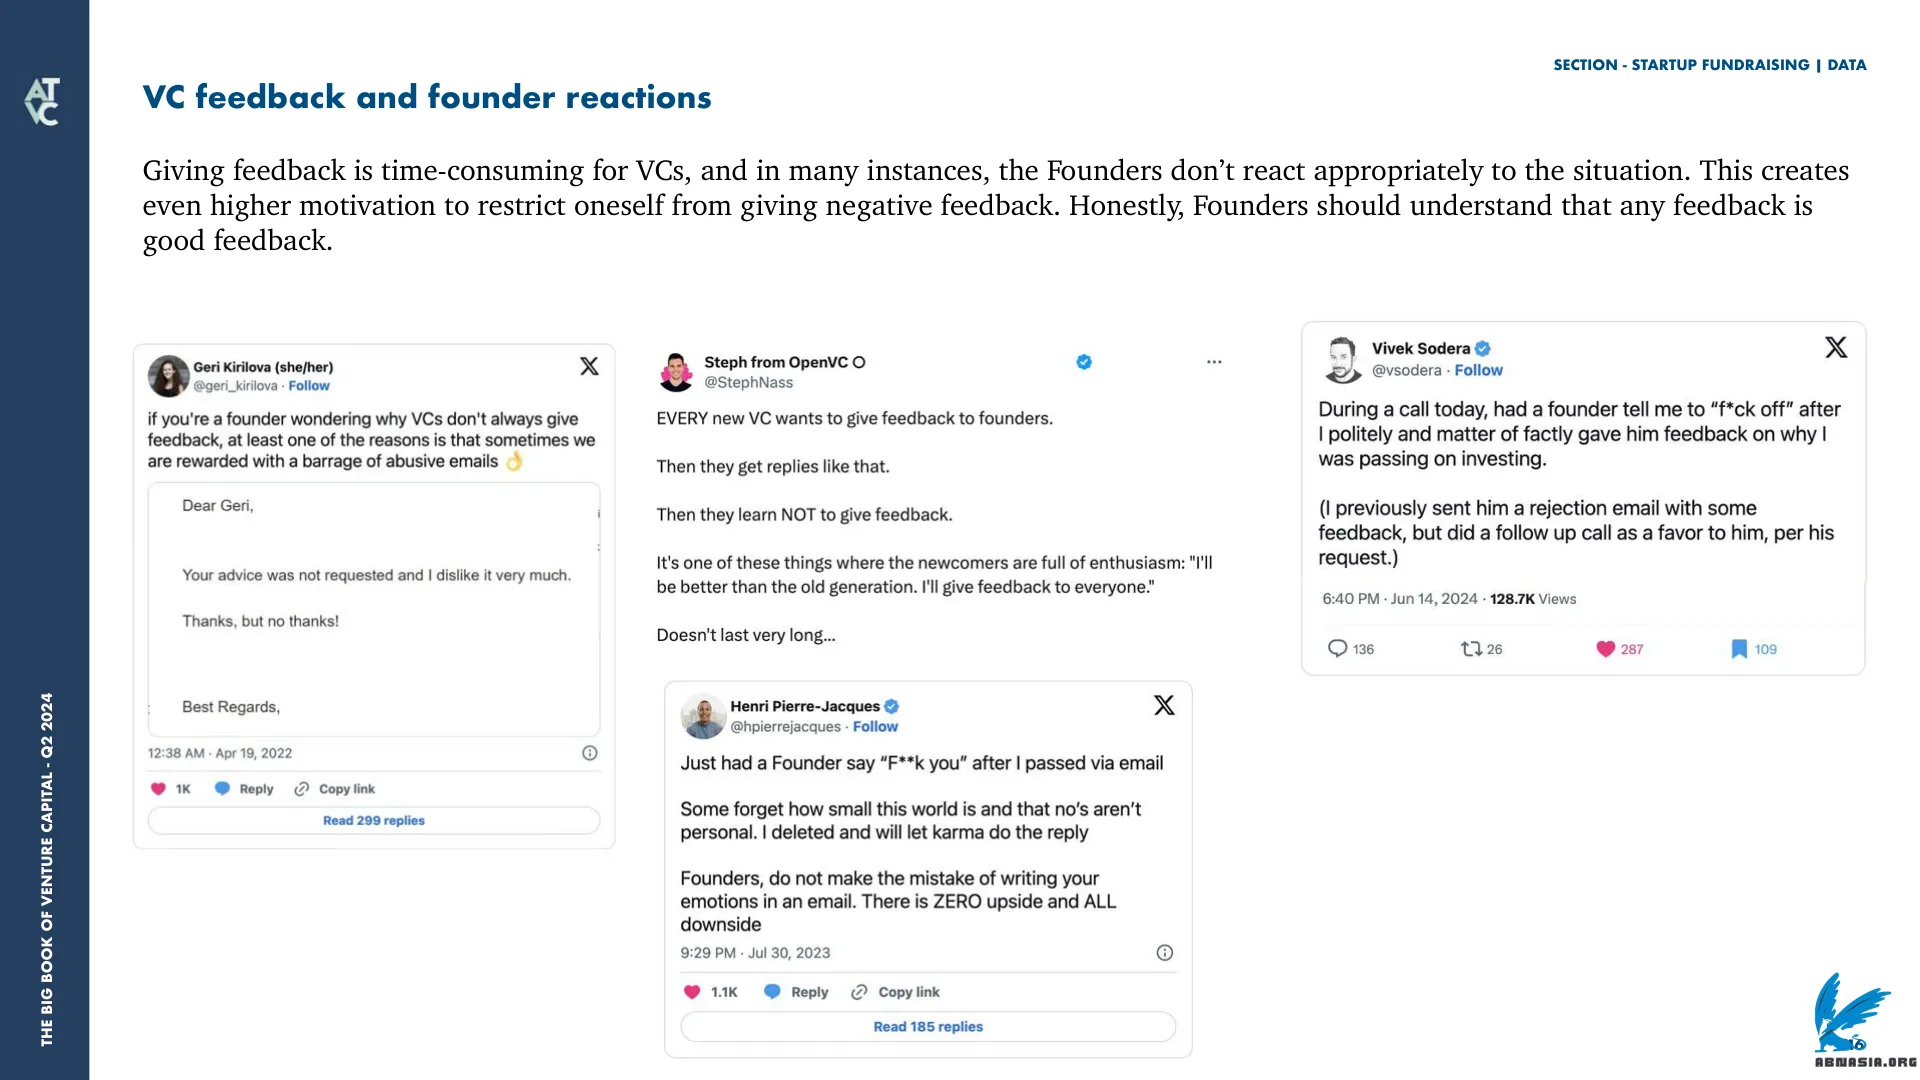 AT
VC
THE BIG BOOK OF VENTURE CAPITAL - Q2 2024
SECTION - STARTUP FUNDRAISING | DATA
VC feedback and founder reactions
Giving feedback is time-consuming for VCs, and in many instances, the Founders don’t react appropriately to the situation. This creates
even higher motivation to restrict oneself from giving negative feedback. Honestly, Founders should understand that any feedback is
good feedback.
Geri Kirilova (she/her)
@geri_kirilova · Follow
if you're a founder wondering why VCs don't always give
feedback, at least one of the reasons is that sometimes we
are rewarded with a barrage of abusive emails 👌
Dear Geri,
Your advice was not requested and I dislike it very much.
Thanks, but no thanks!
Best Regards,
12:38 AM · Apr 19, 2022
1K Reply Copy link
Read 299 replies
Steph from OpenVC
@StephNass
EVERY new VC wants to give feedback to founders.
Then they get replies like that.
Then they learn NOT to give feedback.
It's one of these things where the newcomers are full of enthusiasm: "I'll
be better than the old generation. I'll give feedback to everyone."
Doesn't last very long...
Henri Pierre-Jacques
@hpierrejacques · Follow
Just had a Founder say “F**k you” after I passed via email
Some forget how small this world is and that no’s aren’t
personal. I deleted and will let karma do the reply
Founders, do not make the mistake of writing your
emotions in an email. There is ZERO upside and ALL
downside
9:29 PM · Jul 30, 2023
1.1K Reply Copy link
Read 185 replies
Vivek Sodera
@vsodera · Follow
During a call today, had a founder tell me to “f*ck off” after
I politely and matter of factly gave him feedback on why I
was passing on investing.
(I previously sent him a rejection email with some
feedback, but did a follow up call as a favor to him, per his
request.)
6:40 PM · Jun 14, 2024 · 128.7K Views
136 26 287 109
16
ABNASIA.ORG